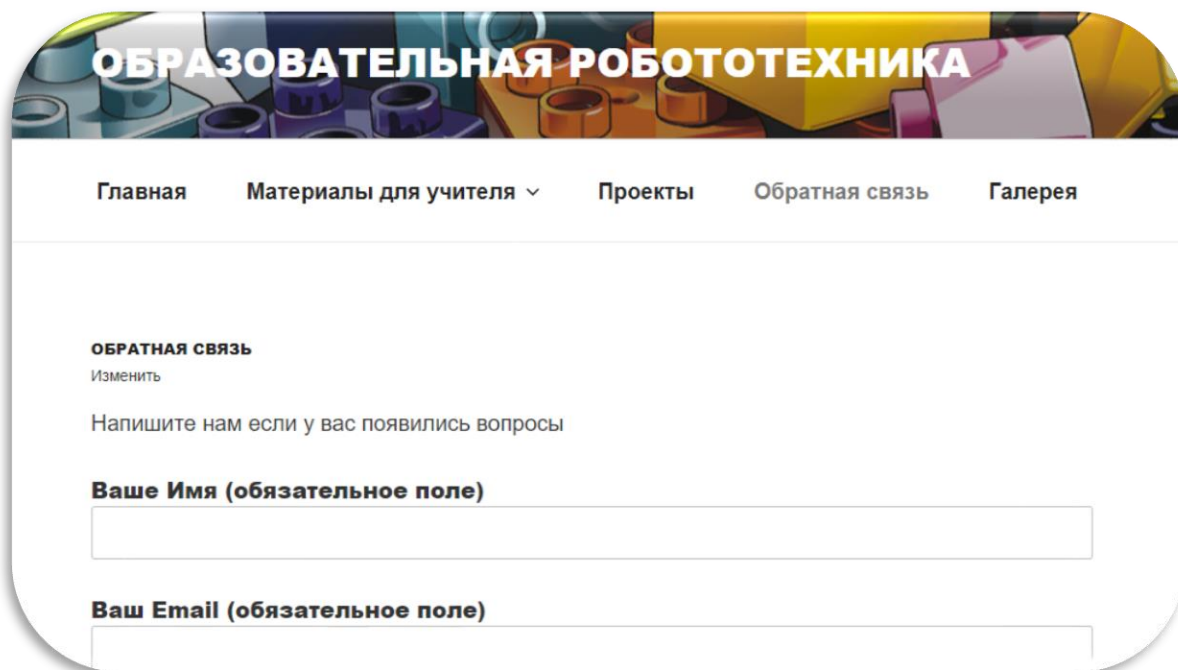 ОБРАЗОВАТЕЛЬНАЯ РОБОТОТЕХНИКА
Главная Материалы для учителя Проекты Обратная связь Галерея
ОБРАТНАЯ СВЯЗЬ
Изменить
Напишите нам если у вас появились вопросы
Ваше Имя (обязательное поле)
Ваш Email (обязательное поле)